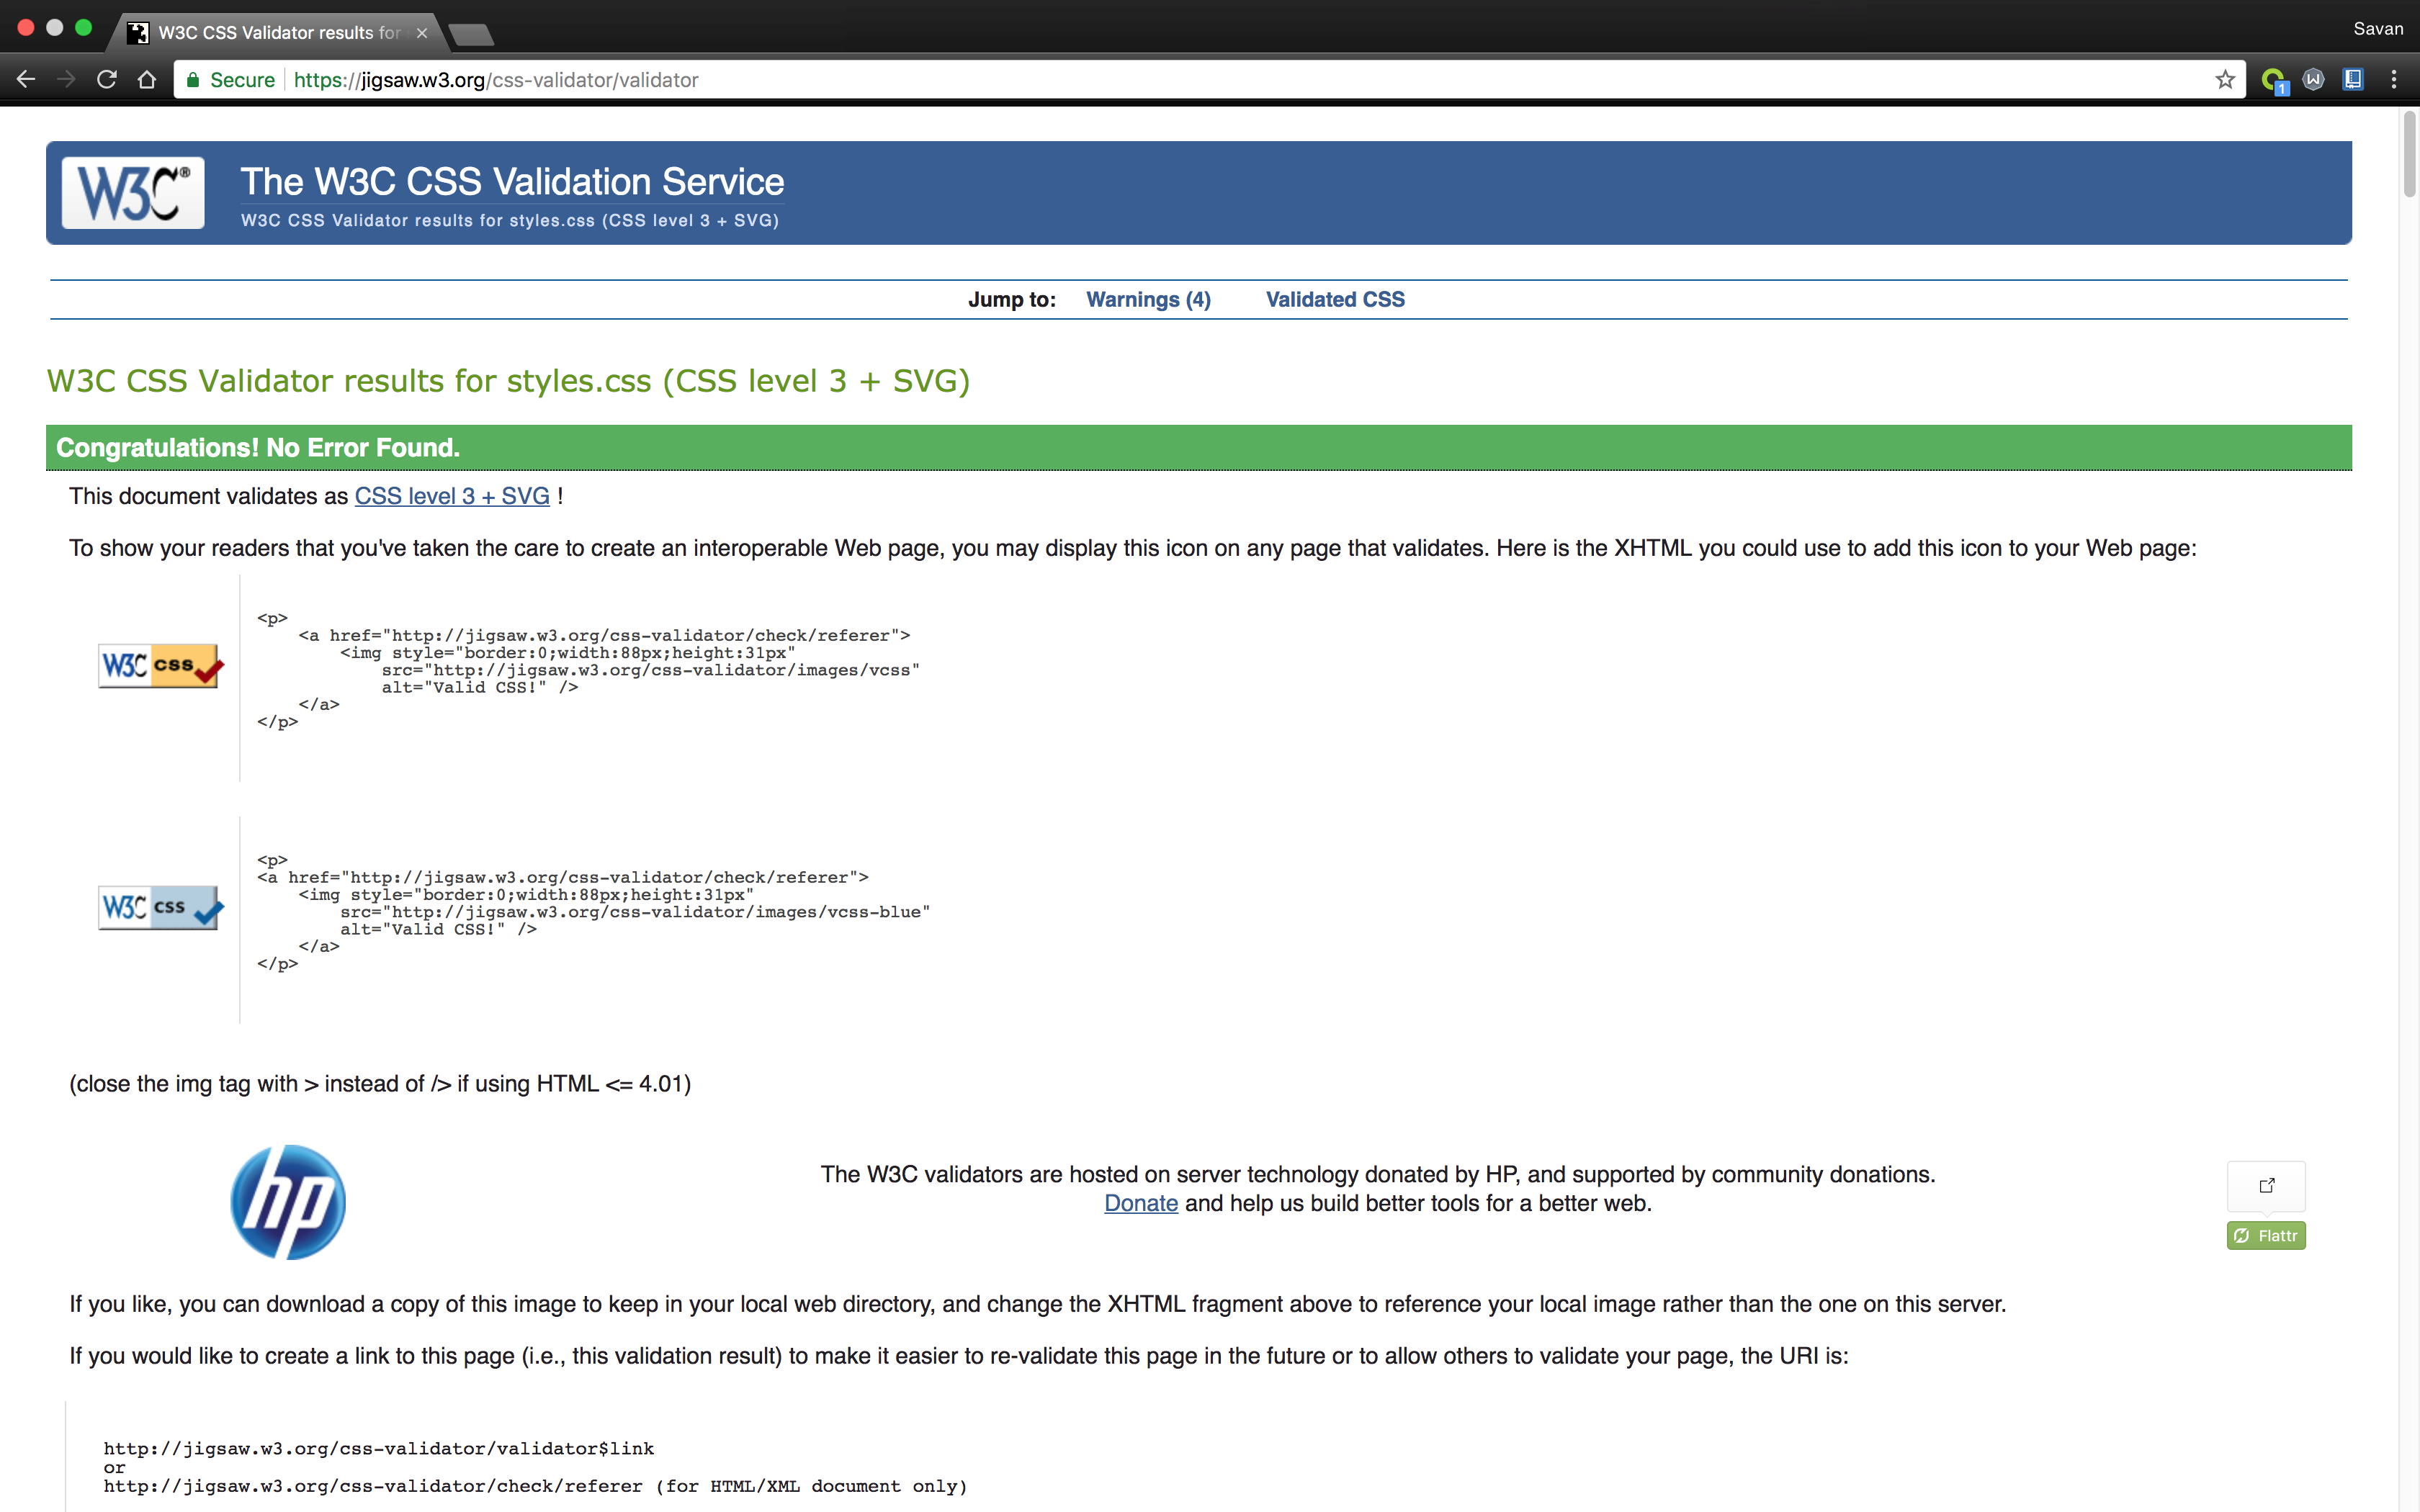 W3C CSS Validator results for
Savan
Secure https://jigsaw.w3.org/css-validator/validator
1
W3C®
The W3C CSS Validation Service
W3C CSS Validator results for styles.css (CSS level 3 + SVG)
Jump to: Warnings (4) Validated CSS
W3C CSS Validator results for styles.css (CSS level 3 + SVG)
Congratulations! No Error Found.
This document validates as CSS level 3 + SVG !
To show your readers that you've taken the care to create an interoperable Web page, you may display this icon on any page that validates. Here is the XHTML you could use to add this icon to your Web page:
W3C css
<p>
<a href="http://jigsaw.w3.org/css-validator/check/referer">
<img style="border:0;width:88px;height:31px"
src="http://jigsaw.w3.org/css-validator/images/vcss"
alt="Valid CSS!" />
</a>
</p>
W3C css
<p>
<a href="http://jigsaw.w3.org/css-validator/check/referer">
<img style="border:0;width:88px;height:31px"
src="http://jigsaw.w3.org/css-validator/images/vcss-blue"
alt="Valid CSS!" />
</a>
</p>
(close the img tag with > instead of /> if using HTML <= 4.01)
hp
The W3C validators are hosted on server technology donated by HP, and supported by community donations.
Donate and help us build better tools for a better web.
Flattr
If you like, you can download a copy of this image to keep in your local web directory, and change the XHTML fragment above to reference your local image rather than the one on this server.
If you would like to create a link to this page (i.e., this validation result) to make it easier to re-validate this page in the future or to allow others to validate your page, the URI is:
http://jigsaw.w3.org/css-validator/validator$link
or
http://jigsaw.w3.org/css-validator/check/referer (for HTML/XML document only)